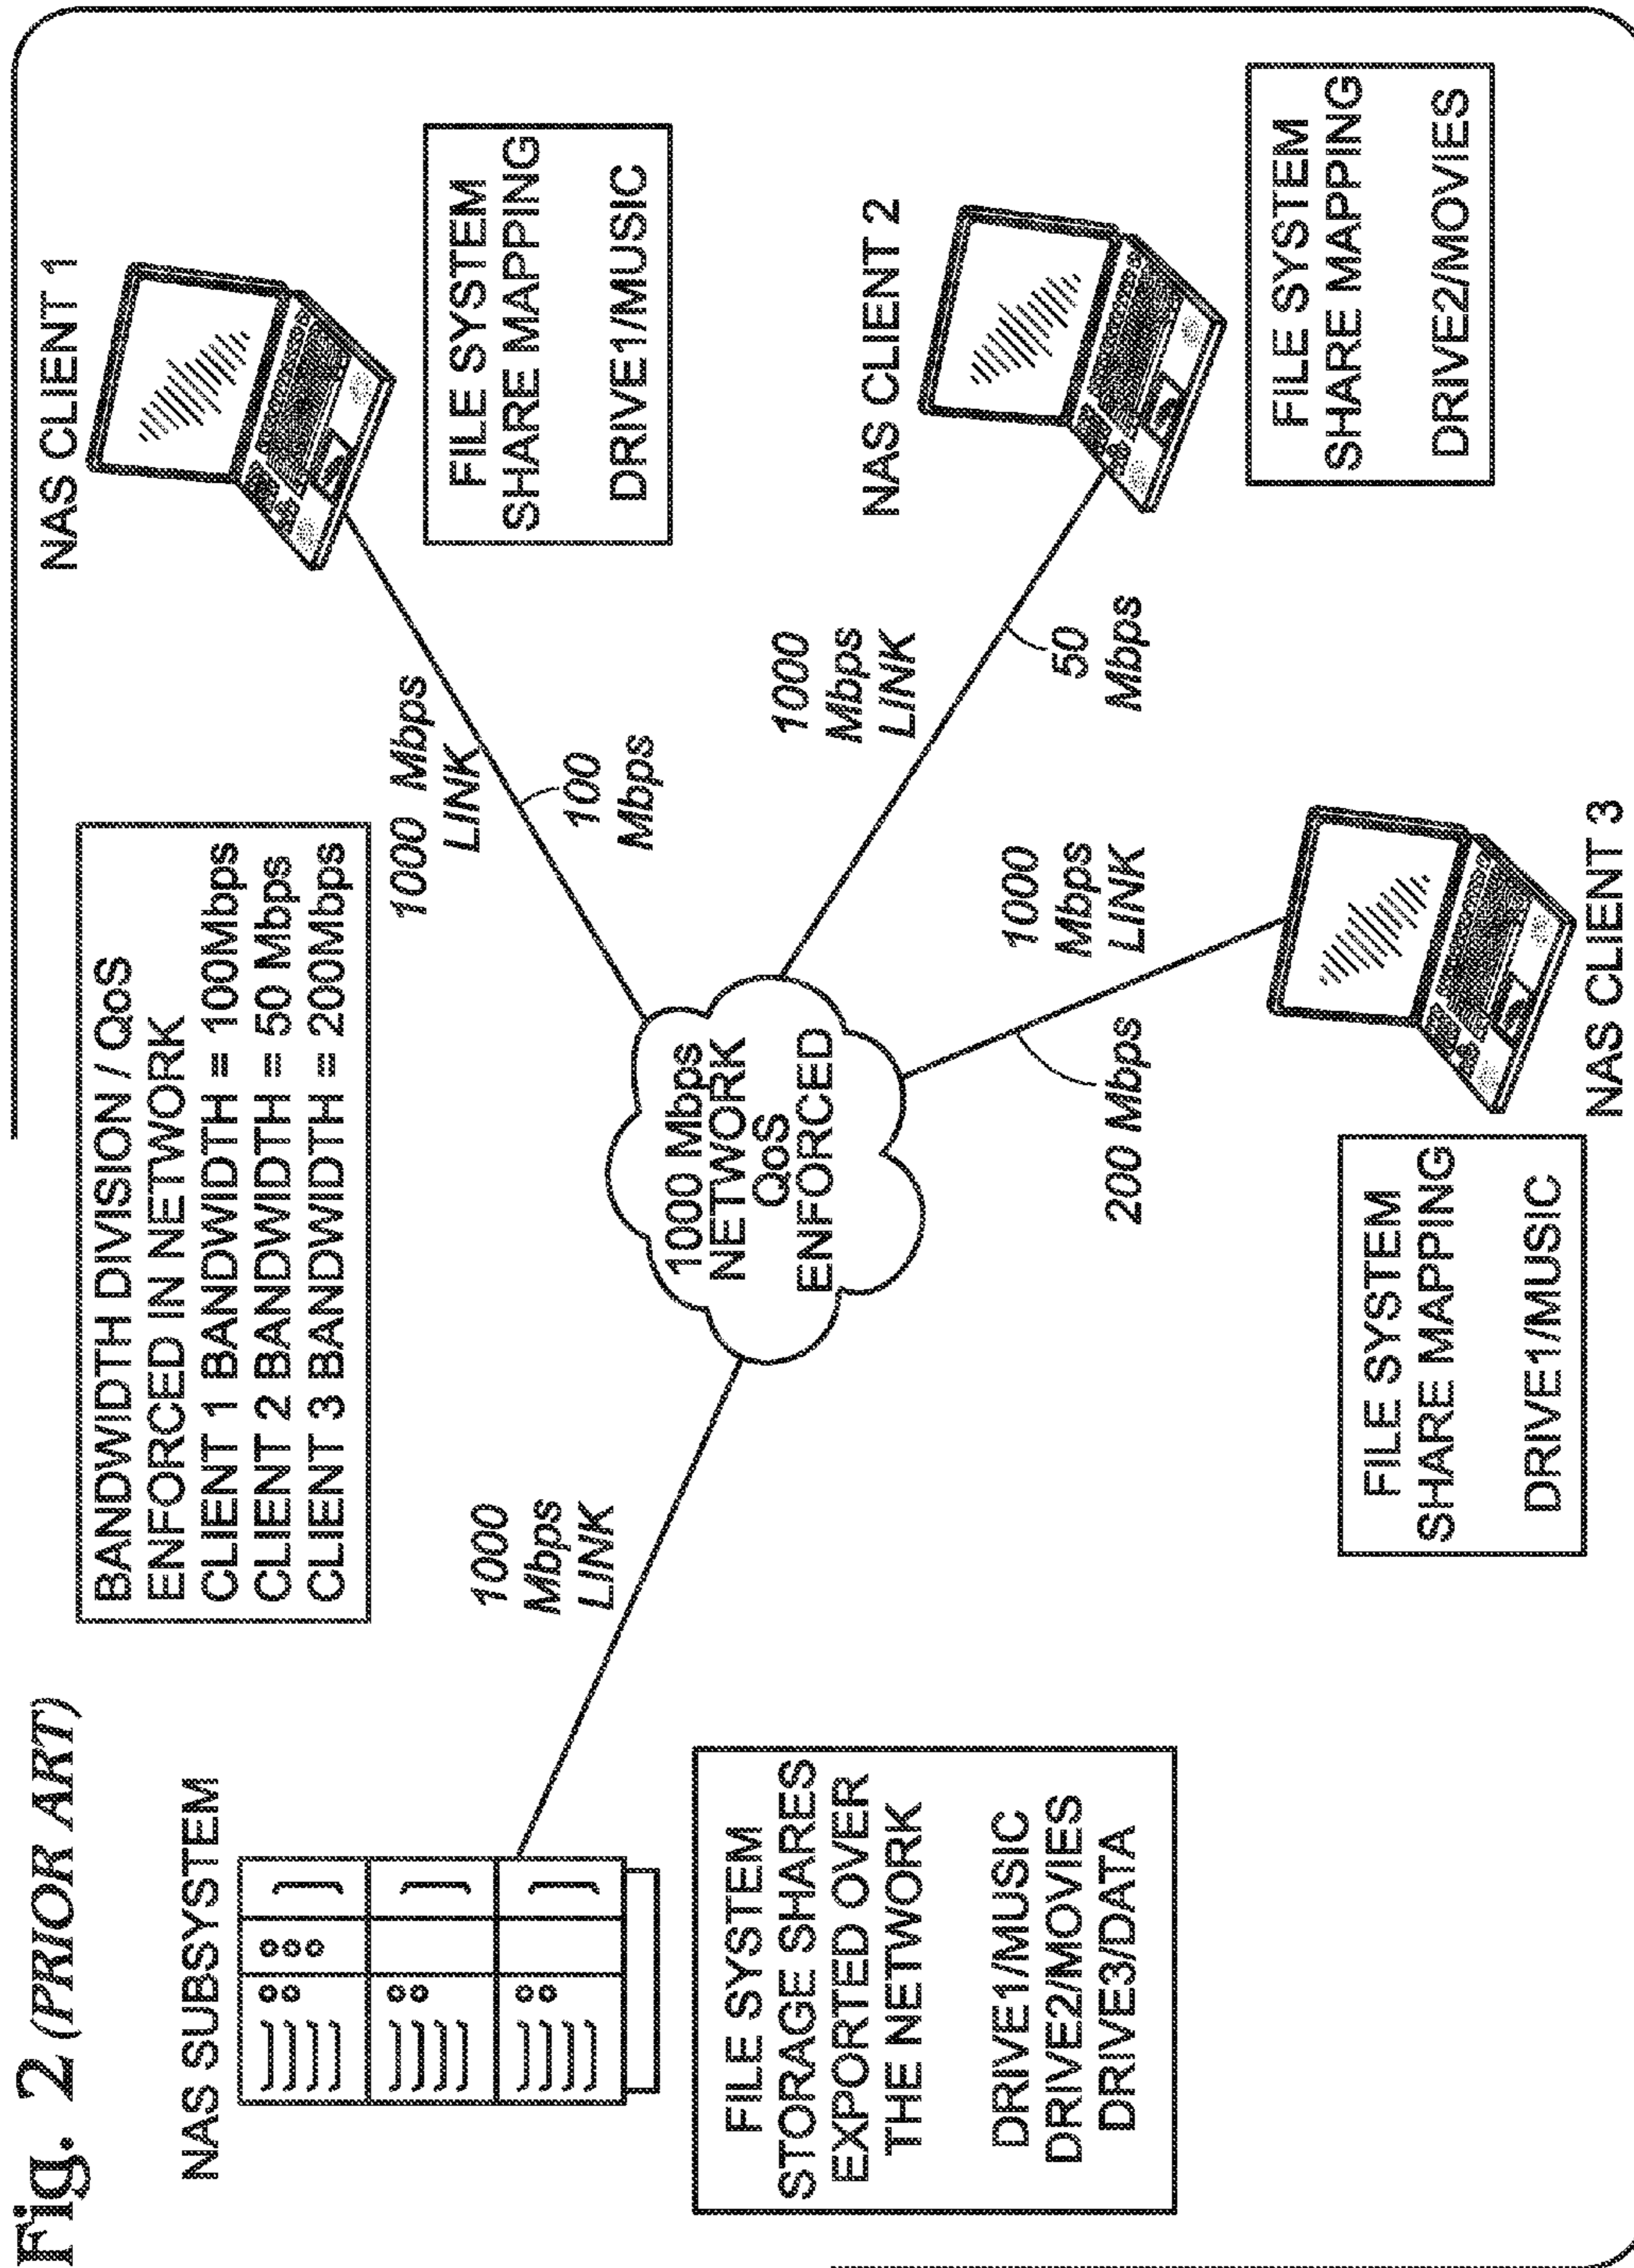 Fig. 2 (PRIOR ART)
NAS SUBSYSTEM
FILE SYSTEM
STORAGE SHARES
EXPORTED OVER
THE NETWORK
DRIVE1/MUSIC
DRIVE2/MOVIES
DRIVE3/DATA
1000
Mbps
LINK
BANDWIDTH DIVISION / QoS
ENFORCED IN NETWORK
CLIENT 1 BANDWIDTH = 100Mbps
CLIENT 2 BANDWIDTH = 50 Mbps
CLIENT 3 BANDWIDTH = 200Mbps
1000 Mbps
NETWORK
QoS
ENFORCED
1000 Mbps
LINK
100
Mbps
NAS CLIENT 1
FILE SYSTEM
SHARE MAPPING
DRIVE1/MUSIC
1000
Mbps
LINK
50
Mbps
NAS CLIENT 2
FILE SYSTEM
SHARE MAPPING
DRIVE2/MOVIES
1000
Mbps
LINK
200 Mbps
NAS CLIENT 3
FILE SYSTEM
SHARE MAPPING
DRIVE1/MUSIC